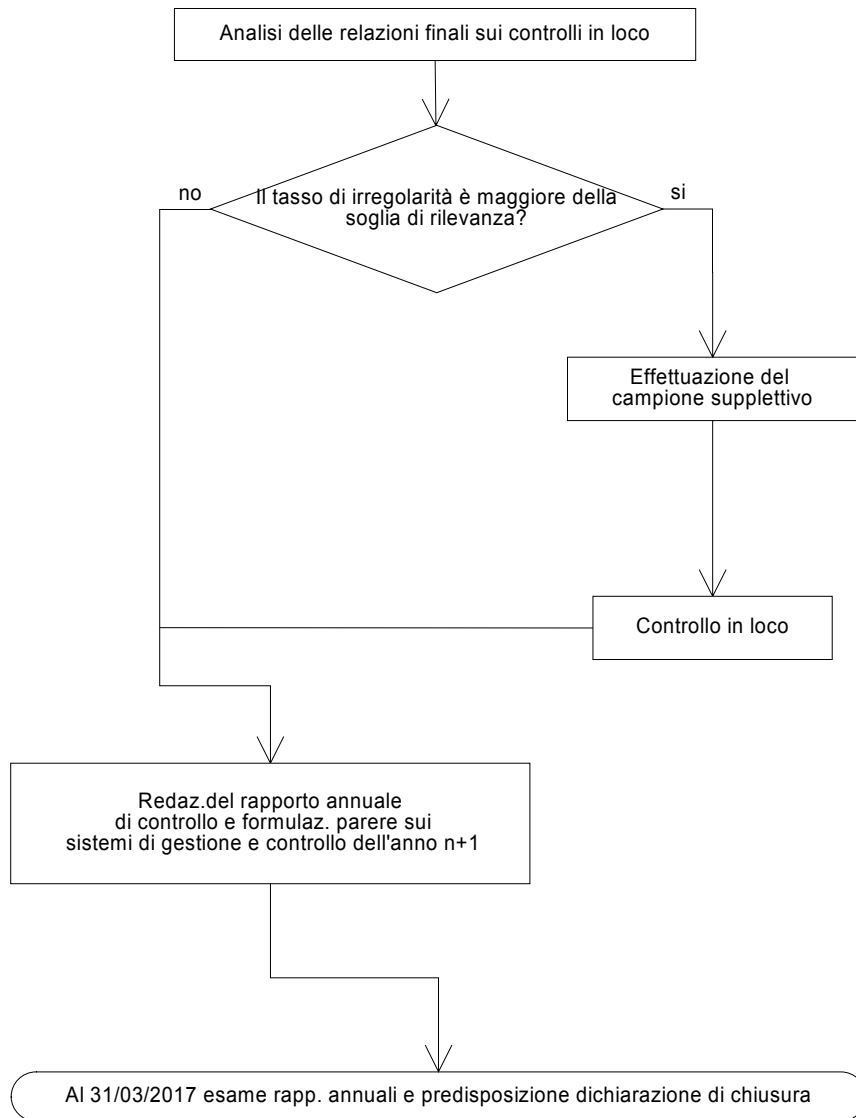 Analisi delle relazioni finali sui controlli in loco
no
Il tasso di irregolarità è maggiore della
soglia di rilevanza?
si
Effettuazione del
campione supplettivo
Controllo in loco
Redaz.del rapporto annuale
di controllo e formulaz. parere sui
sistemi di gestione e controllo dell'anno n+1
Al 31/03/2017 esame rapp. annuali e predisposizione dichiarazione di chiusura